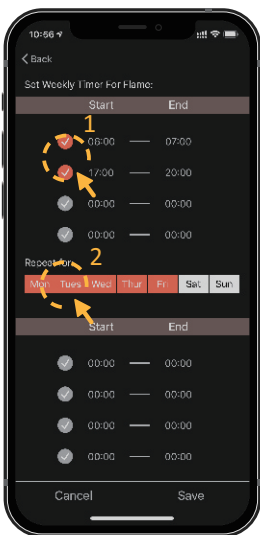 10:56
Back
Set Weekly Timer For Flame:
Start End
1
06:00 — 07:00
17:00 — 20:00
00:00 — 00:00
00:00 — 00:00
Repeat for 2
Mon Tues Wed Thur Fri Sat Sun
Start End
00:00 — 00:00
00:00 — 00:00
00:00 — 00:00
00:00 — 00:00
Cancel Save